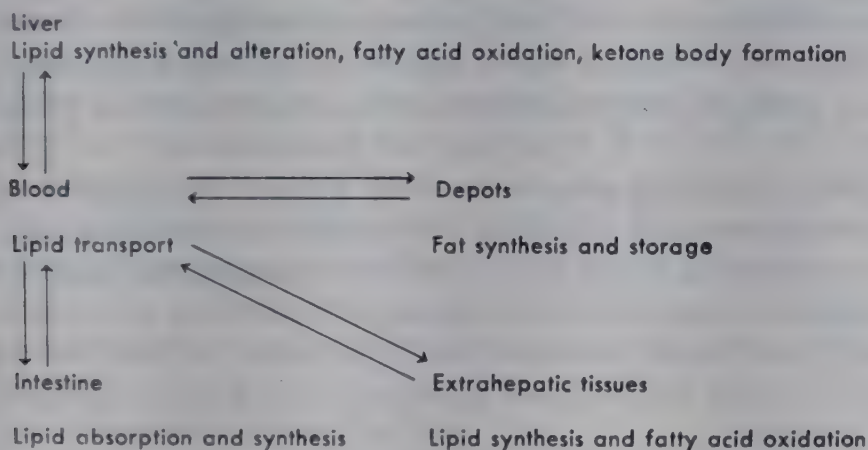 Liver
Lipid synthesis and alteration, fatty acid oxidation, ketone body formation
Blood
Depots
Lipid transport
Fat synthesis and storage
Intestine
Extrahepatic tissues
Lipid absorption and synthesis
Lipid synthesis and fatty acid oxidation